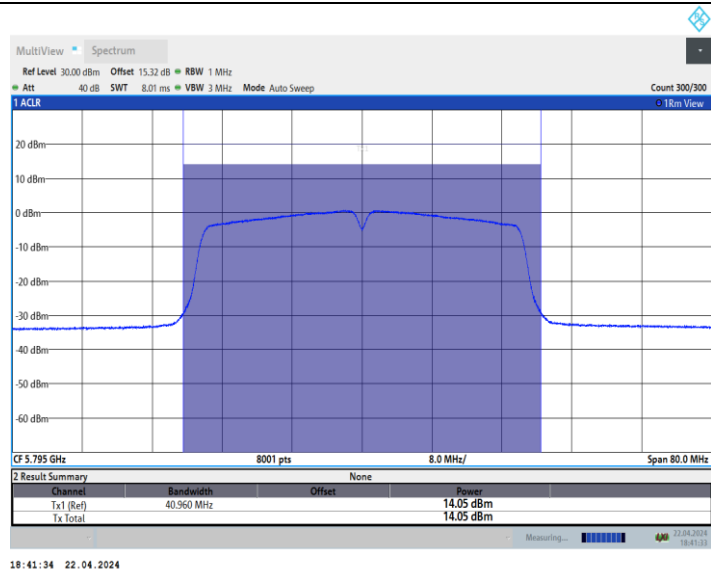 MultiView Spectrum
Ref Level 30.00 dBm Offset 15.32 dB RBW 1 MHz
Att 40 dB SWT 8.01 ms VBW 3 MHz Mode Auto Sweep Count 300/300
1 ACLR 1Rm View
20 dBm
10 dBm
0 dBm
-10 dBm
-20 dBm
-30 dBm
-40 dBm
-50 dBm
-60 dBm
CF 5.795 GHz 8001 pts 8.0 MHz/ Span 80.0 MHz
2 Result Summary None
Channel Bandwidth Offset Power
Tx1 (Ref) 40.960 MHz 14.05 dBm
Tx Total 14.05 dBm
Measuring... 22.04.2024
18:41:33
18:41:34 22.04.2024